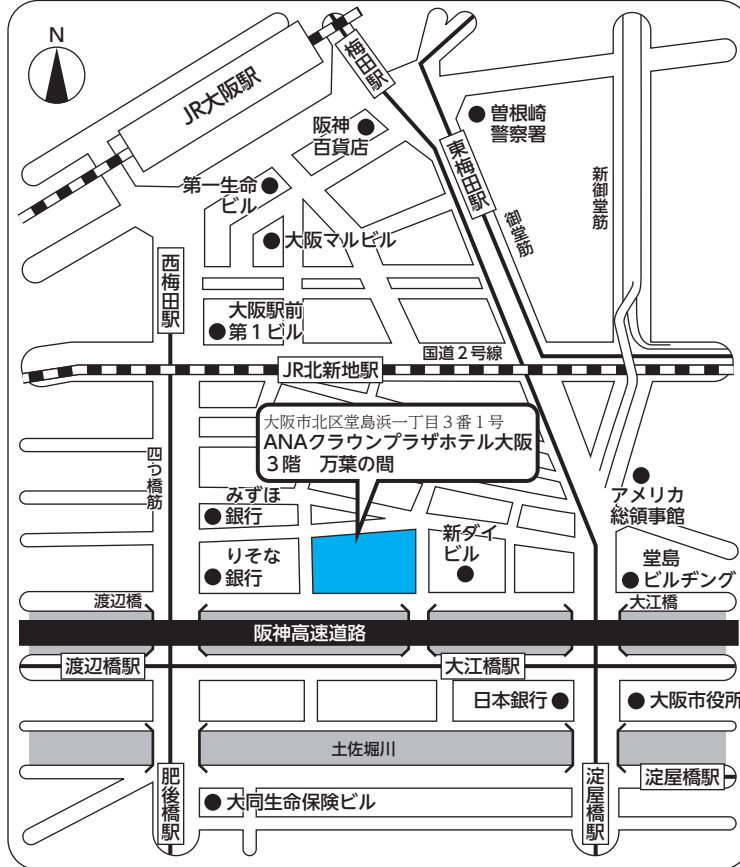 N
JR大阪駅
梅田駅
阪神
百貨店
曽根崎
警察署
東梅田駅
新御堂筋
御堂筋
第一生命
ビル
大阪マルビル
西梅田駅
大阪駅前
第1ビル
国道2号線
JR北新地駅
大阪市北区堂島浜一丁目3番1号
ANAクラウンプラザホテル大阪
3階 万葉の間
四つ橋筋
みずほ
銀行
アメリカ
総領事館
りそな
銀行
新ダイ
ビル
堂島
ビルヂング
渡辺橋
大江橋
阪神高速道路
渡辺橋駅
大江橋駅
日本銀行
大阪市役所
土佐堀川
肥後橋駅
淀屋橋駅
淀屋橋駅
大同生命保険ビル